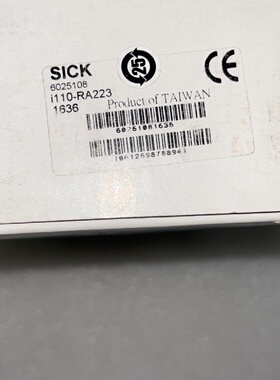 SICK
6025108
i110-RA223
1636
Product of TAIWAN
60251081636